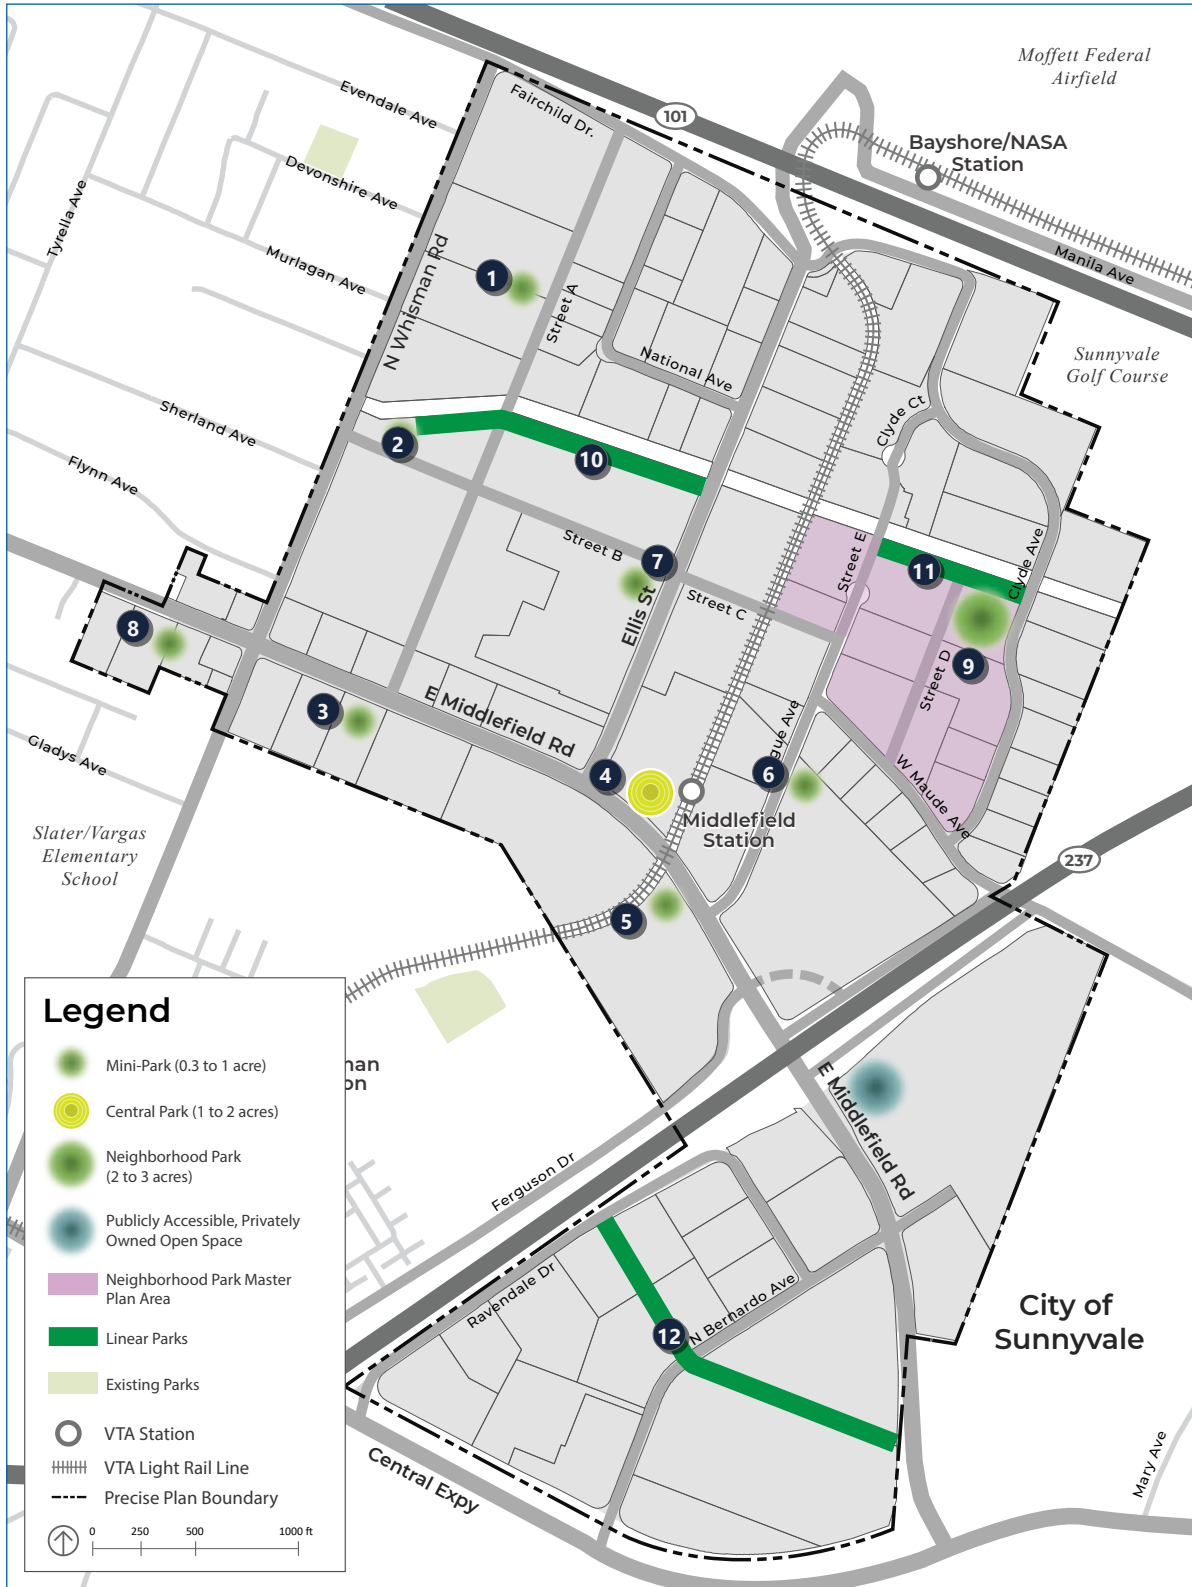 Moffett Federal
Airfield
Evendale Ave
Fairchild Dr.
101
Bayshore/NASA
Station
Devonshire Ave
Tyrella Ave
Murlagan Ave
N Whisman Rd
1
Street A
Manila Ave
National Ave
Sunnyvale
Golf Course
Sherland Ave
Clyde Ct
2
10
Flynn Ave
Street B
7
Street E
11
Clyde Ave
Street C
Ellis St
8
9
Street D
3
E Middlefield Rd
gue Ave
Gladys Ave
4
6
W Maude Ave
Middlefield
Station
Slater/Vargas
Elementary
School
237
5
man
on
E Middlefield Rd
Ferguson Dr
Ravendale Dr
N Bernardo Ave
12
City of
Sunnyvale
Central Expy
Mary Ave
Legend
Mini-Park (0.3 to 1 acre)
Central Park (1 to 2 acres)
Neighborhood Park
(2 to 3 acres)
Publicly Accessible, Privately
Owned Open Space
Neighborhood Park Master
Plan Area
Linear Parks
Existing Parks
VTA Station
VTA Light Rail Line
Precise Plan Boundary
0 250 500 1000 ft